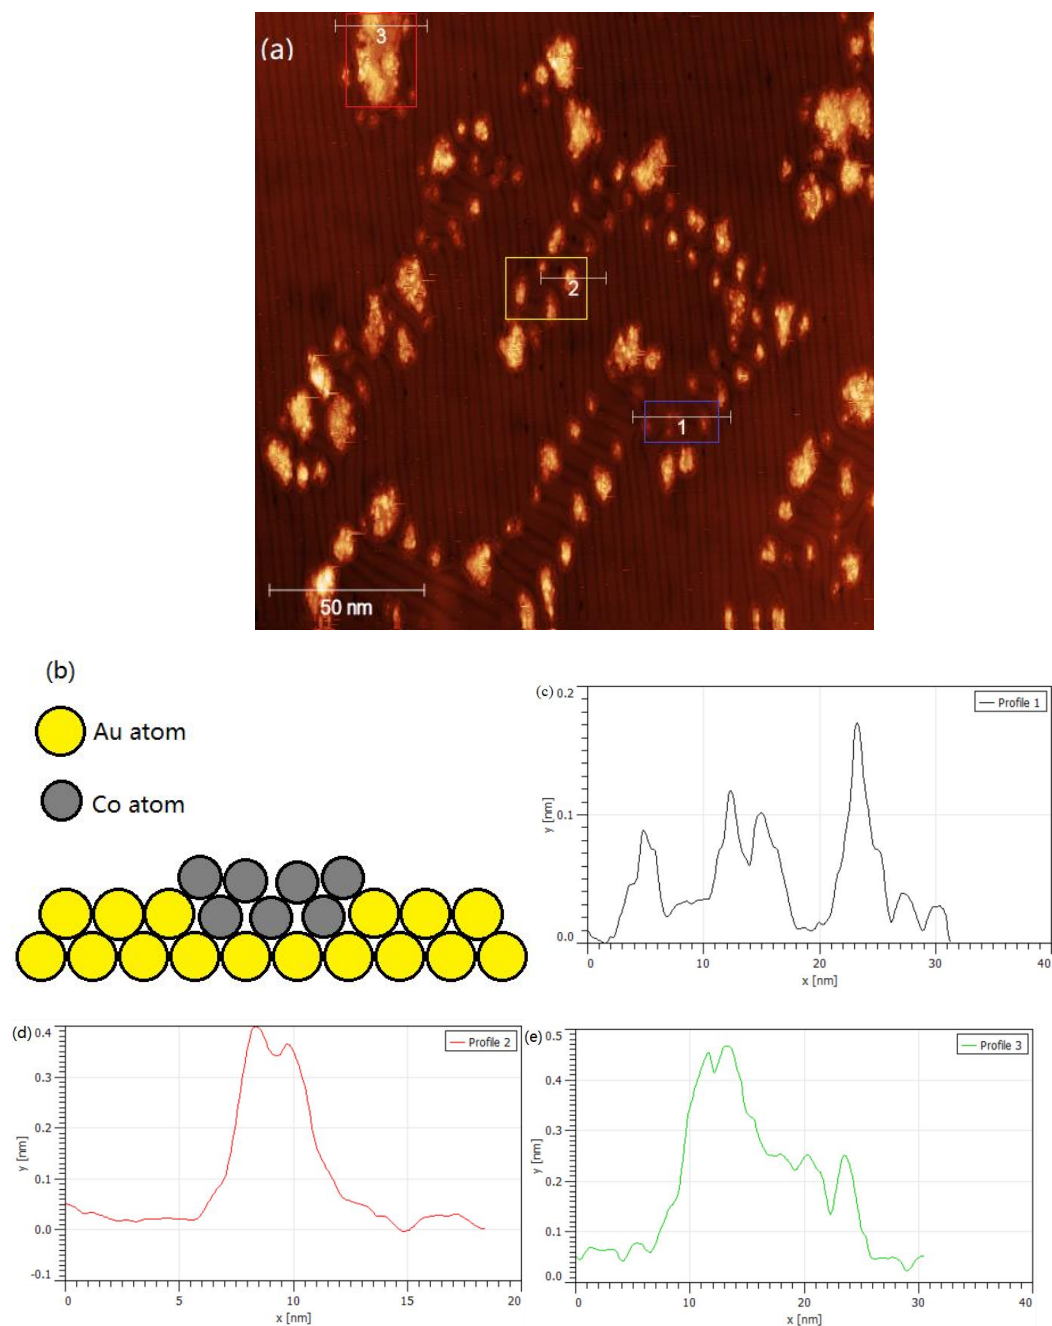 (a)
3
2
1
50 nm
(b)
Au atom
Co atom
(c)
0.2
0.1
0.0
y [nm]
Profile 1
0 10 20 30 40
x [nm]
(d)
0.4
0.3
0.2
0.1
0.0
-0.1
y [nm]
Profile 2
0 5 10 15 20
x [nm]
(e)
0.5
0.4
0.3
0.2
0.1
0.0
y [nm]
Profile 3
0 10 20 30 40
x [nm]